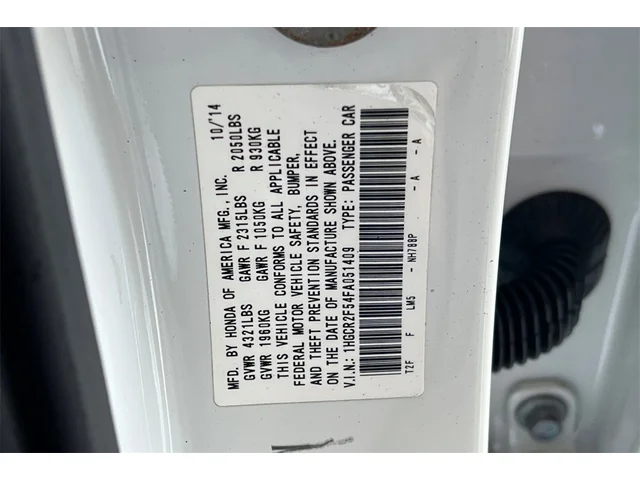 MFD. BY HONDA OF AMERICA MFG., INC. 10/'14
GVWR 4321LBS GAWR F 2315LBS R 2050LBS
GVWR 1960KG GAWR F 1050KG R 930KG
THIS VEHICLE CONFORMS TO ALL APPLICABLE
FEDERAL MOTOR VEHICLE SAFETY, BUMPER,
AND THEFT PREVENTION STANDARDS IN EFFECT
ON THE DATE OF MANUFACTURE SHOWN ABOVE.
V.I.N.: 1HGCR2F54FA051409 TYPE: PASSENGER CAR
T2F F LM5 - NH788P - A - A